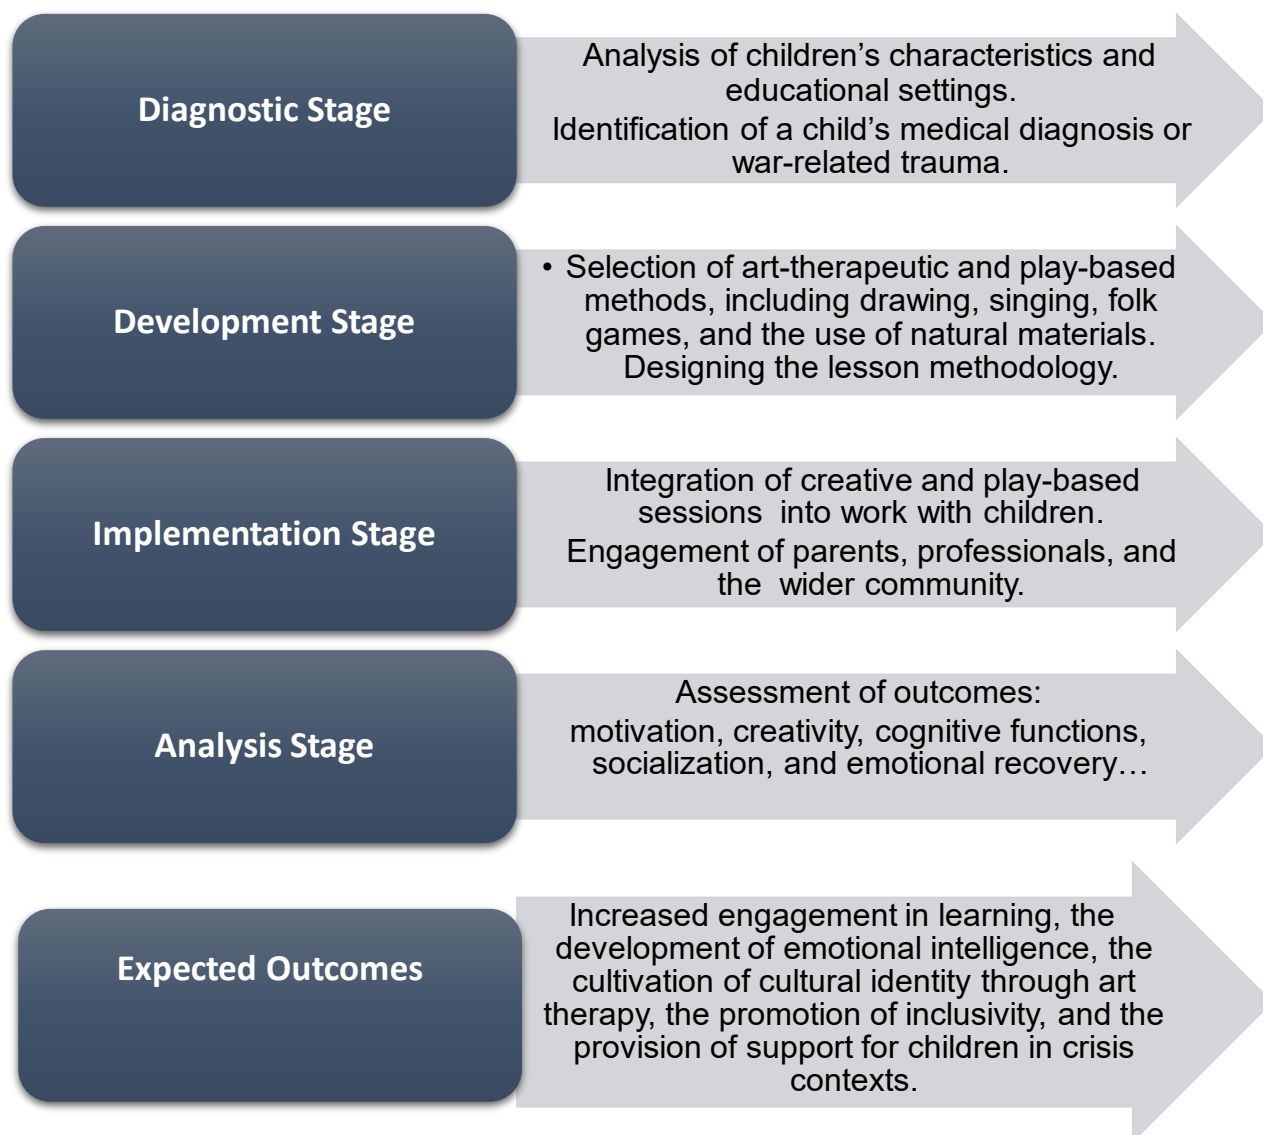 Diagnostic Stage
Analysis of children’s characteristics and
educational settings.
Identification of a child’s medical diagnosis or
war-related trauma.
Development Stage
• Selection of art-therapeutic and play-based
methods, including drawing, singing, folk
games, and the use of natural materials.
Designing the lesson methodology.
Implementation Stage
Integration of creative and play-based
sessions into work with children.
Engagement of parents, professionals, and
the wider community.
Analysis Stage
Assessment of outcomes:
motivation, creativity, cognitive functions,
socialization, and emotional recovery…
Expected Outcomes
Increased engagement in learning, the
development of emotional intelligence, the
cultivation of cultural identity through art
therapy, the promotion of inclusivity, and the
provision of support for children in crisis
contexts.